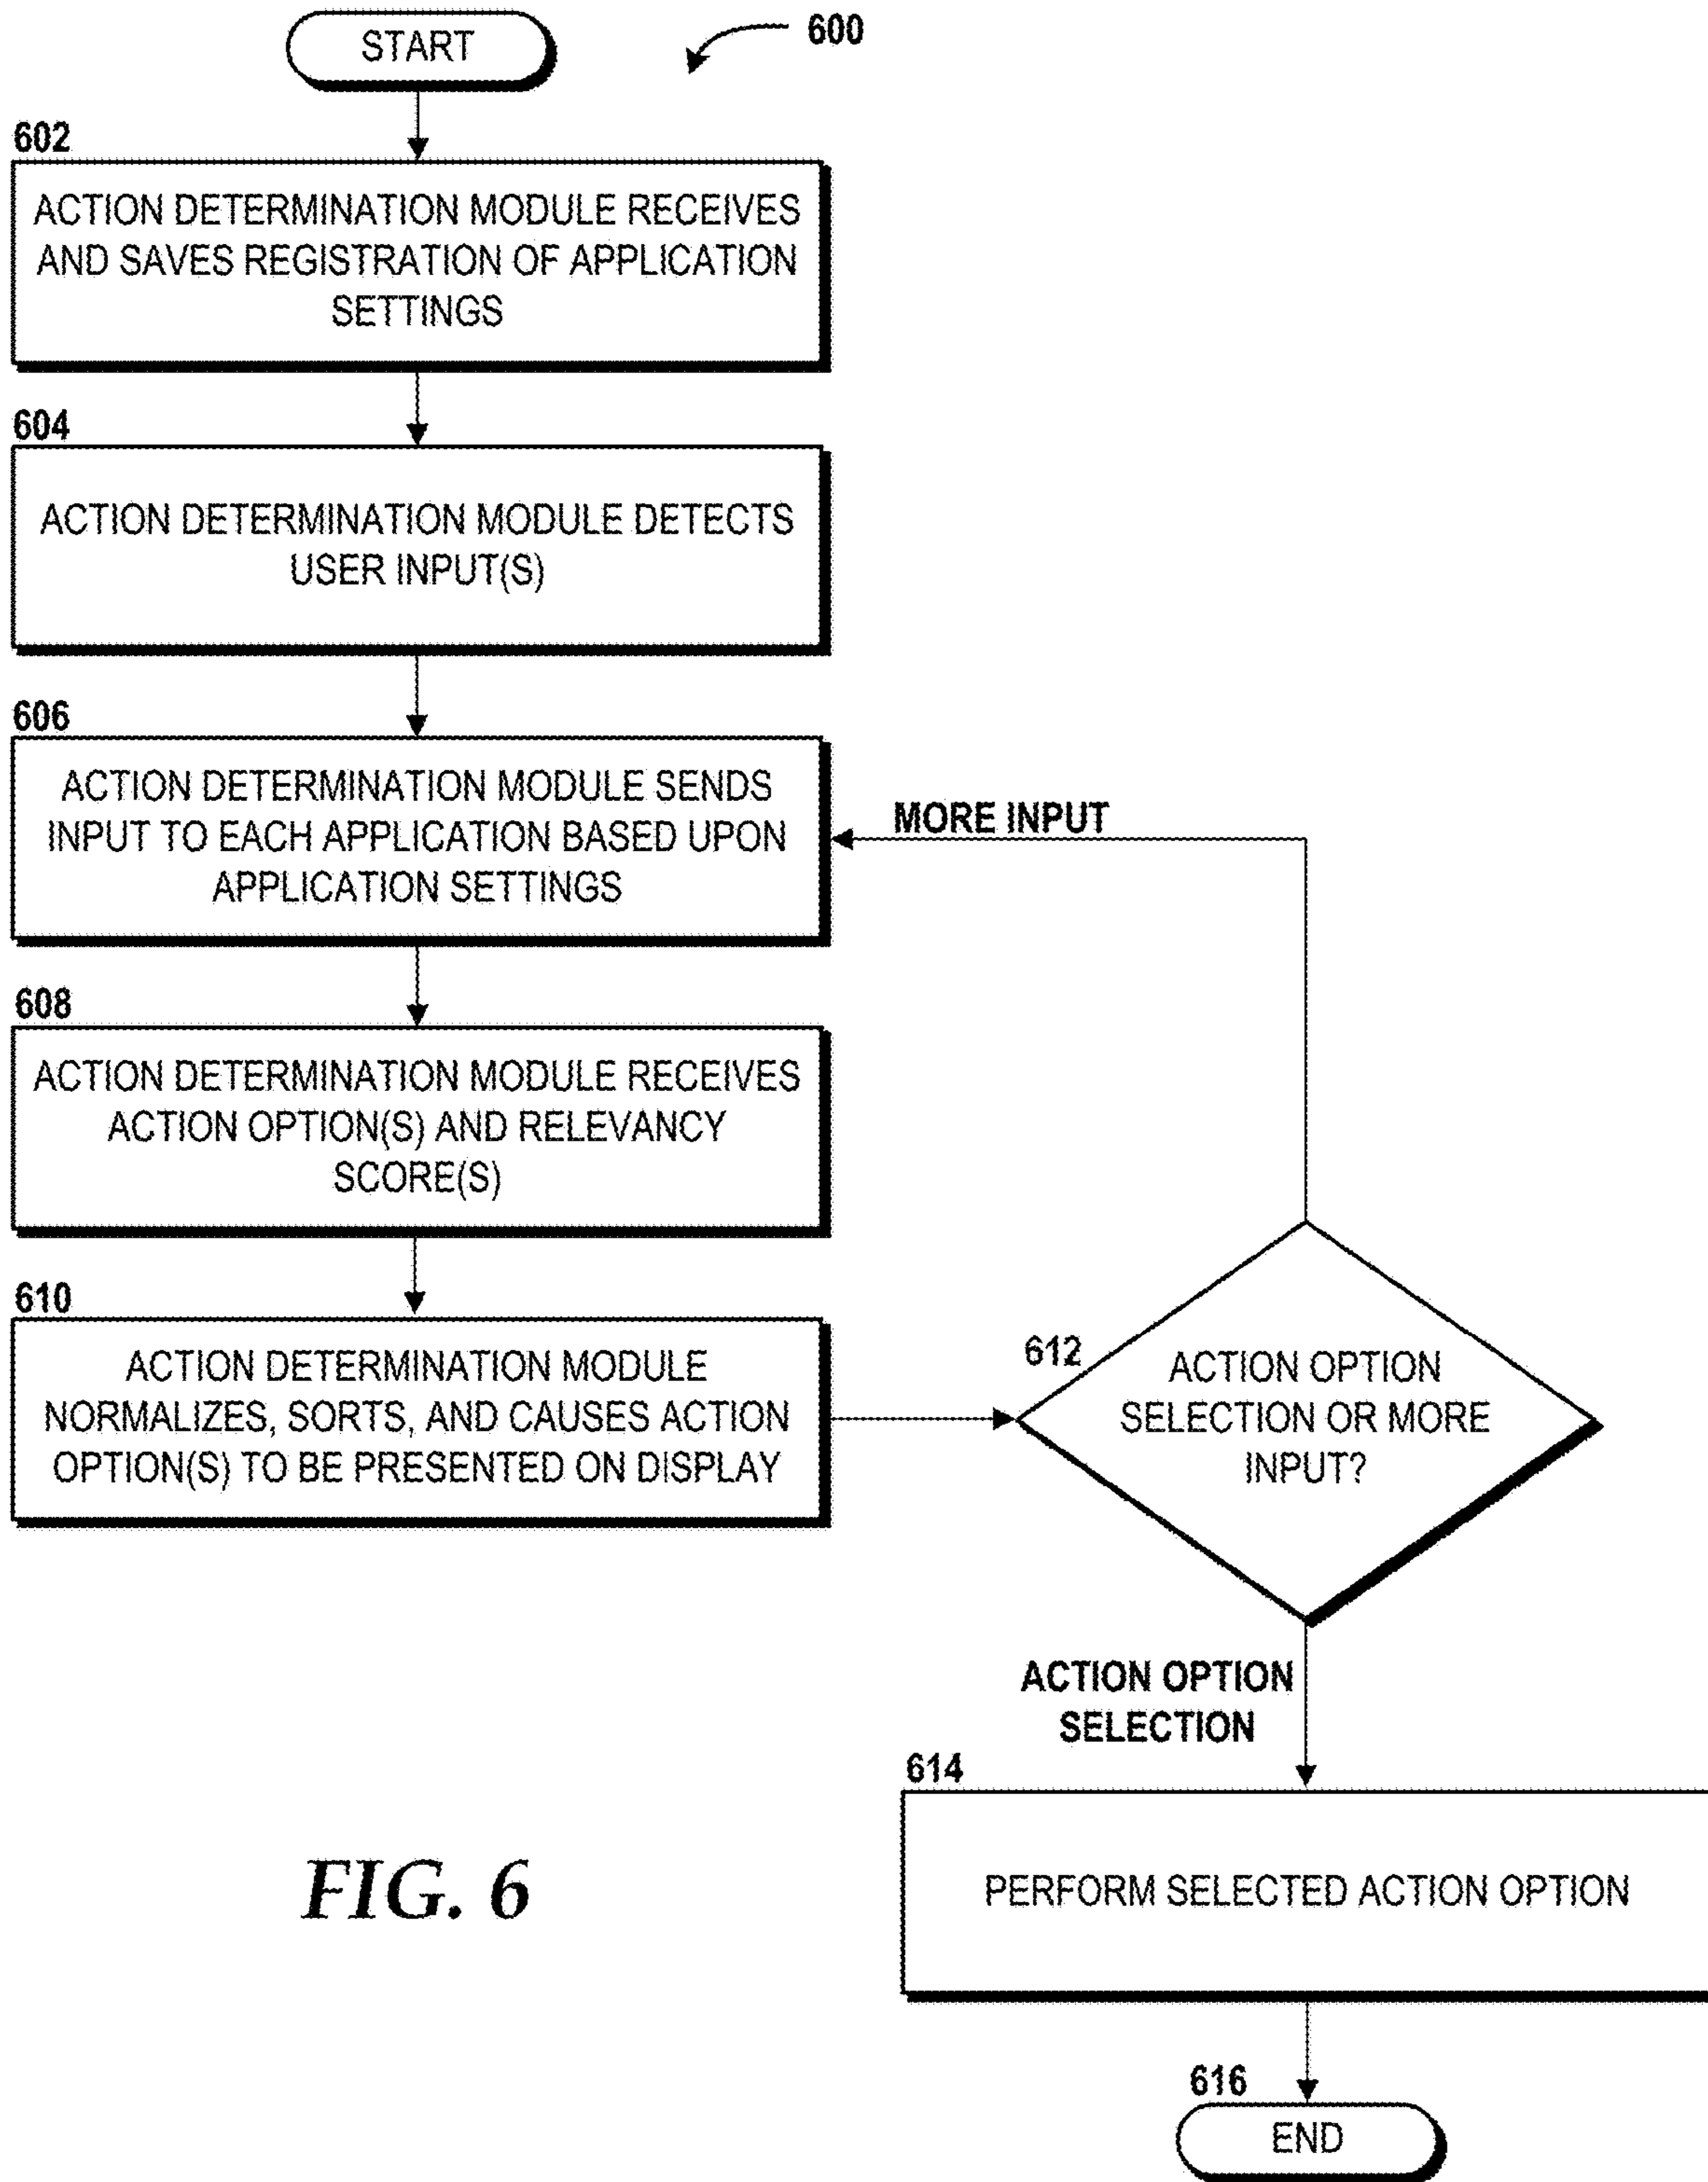 START
600
602
ACTION DETERMINATION MODULE RECEIVES
AND SAVES REGISTRATION OF APPLICATION
SETTINGS
604
ACTION DETERMINATION MODULE DETECTS
USER INPUT(S)
606
ACTION DETERMINATION MODULE SENDS
INPUT TO EACH APPLICATION BASED UPON
APPLICATION SETTINGS
MORE INPUT
608
ACTION DETERMINATION MODULE RECEIVES
ACTION OPTION(S) AND RELEVANCY
SCORE(S)
610
ACTION DETERMINATION MODULE
NORMALIZES, SORTS, AND CAUSES ACTION
OPTION(S) TO BE PRESENTED ON DISPLAY
612
ACTION OPTION
SELECTION OR MORE
INPUT?
ACTION OPTION
SELECTION
614
PERFORM SELECTED ACTION OPTION
616
END
FIG. 6